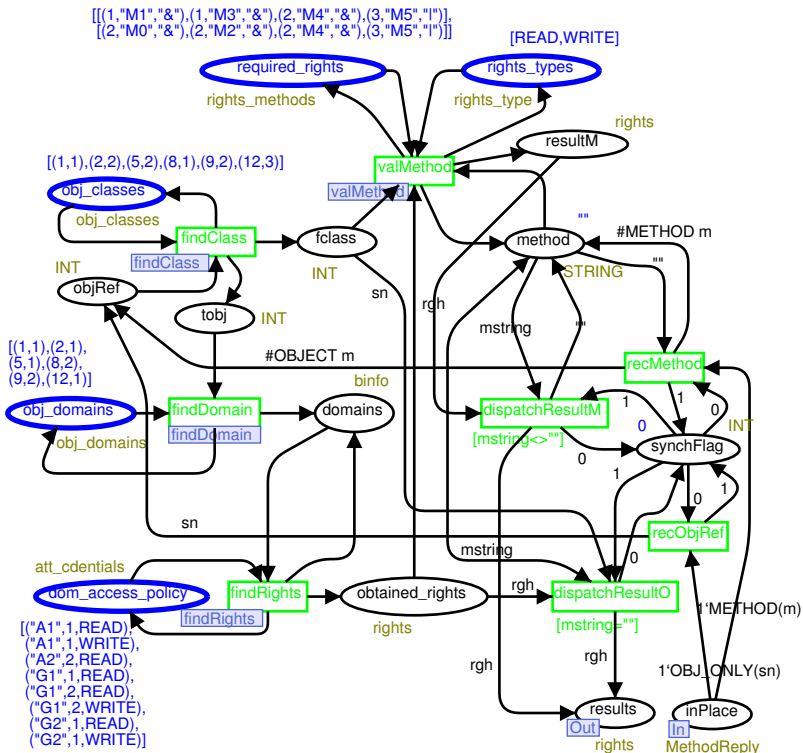 [[(1,"M1","&"),(1,"M3","&"),(2,"M4","&"),(3,"M5","|")],
[(2,"M0","&"),(2,"M2","&"),(2,"M4","&"),(3,"M5","|")]]
[READ,WRITE]
required_rights
rights_types
rights_methods
rights_type
rights
resultM
valMethod
valMethod
[(1,1),(2,2),(5,2),(8,1),(9,2),(12,3)]
obj_classes
obj_classes
findClass
findClass
fclass
INT
method
""
STRING
#METHOD m
""
INT
objRef
tobj
INT
sn
rgh
mstring
""
#OBJECT m
recMethod
[(1,1),(2,1),
(5,1),(8,2),
(9,2),(12,1)]
obj_domains
obj_domains
findDomain
findDomain
binfo
domains
dispatchResultM
[mstring<>""]
1
1
0
0
INT
synchFlag
0
1
0
1
sn
recObjRef
mstring
0
att_cdentials
dom_access_policy
findRights
findRights
obtained_rights
rights
rgh
dispatchResultO
[mstring=""]
1‘METHOD(m)
[("A1",1,READ),
("A1",1,WRITE),
("A2",2,READ),
("G1",1,READ),
("G1",2,READ),
("G1",2,WRITE),
("G2",1,READ),
("G2",1,WRITE)]
rgh
rgh
1‘OBJ_ONLY(sn)
results
Out
rights
inPlace
In
MethodReply